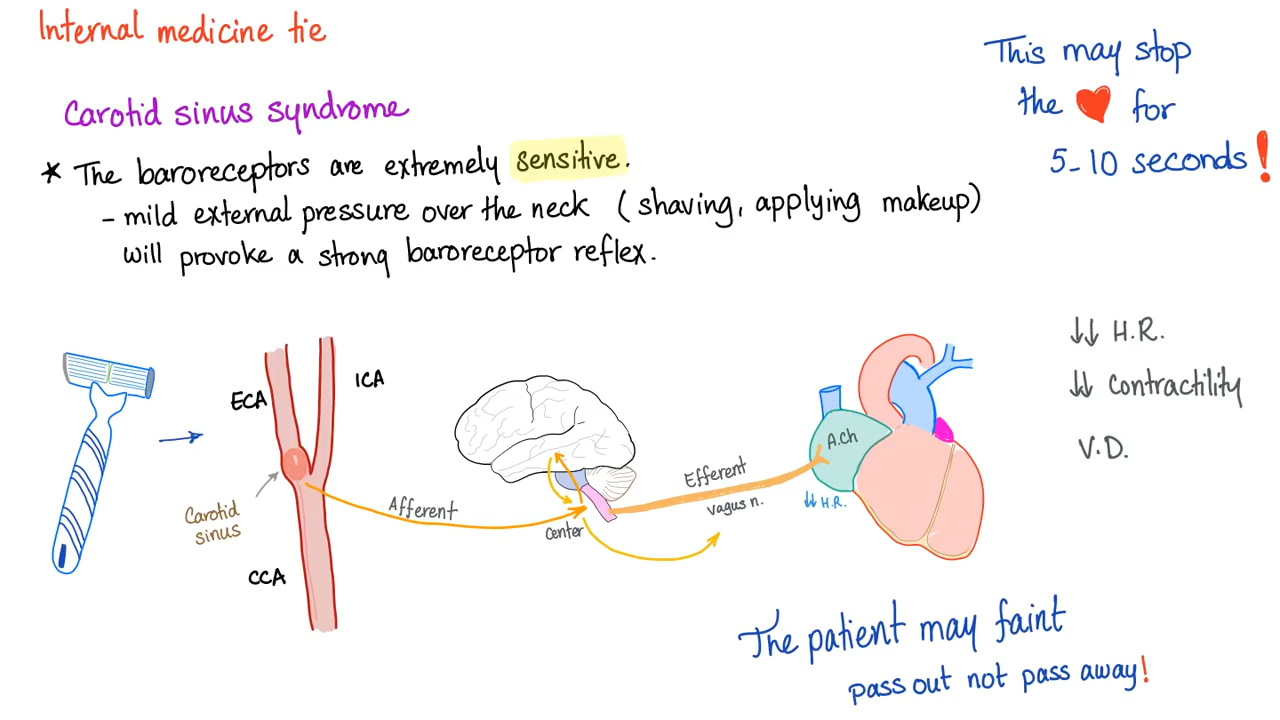 Internal medicine tie
This may stop
the ❤ for
5-10 seconds!
Carotid sinus syndrome
* The baroreceptors are extremely sensitive.
- mild external pressure over the neck (shaving, applying makeup)
will provoke a strong baroreceptor reflex.
↓↓ H.R.
↓↓ Contractility
V.D.
ECA
ICA
Carotid
sinus
CCA
Afferent
Center
Efferent
vagus n.
A.Ch
↓↓ H.R.
The patient may faint
pass out not pass away!